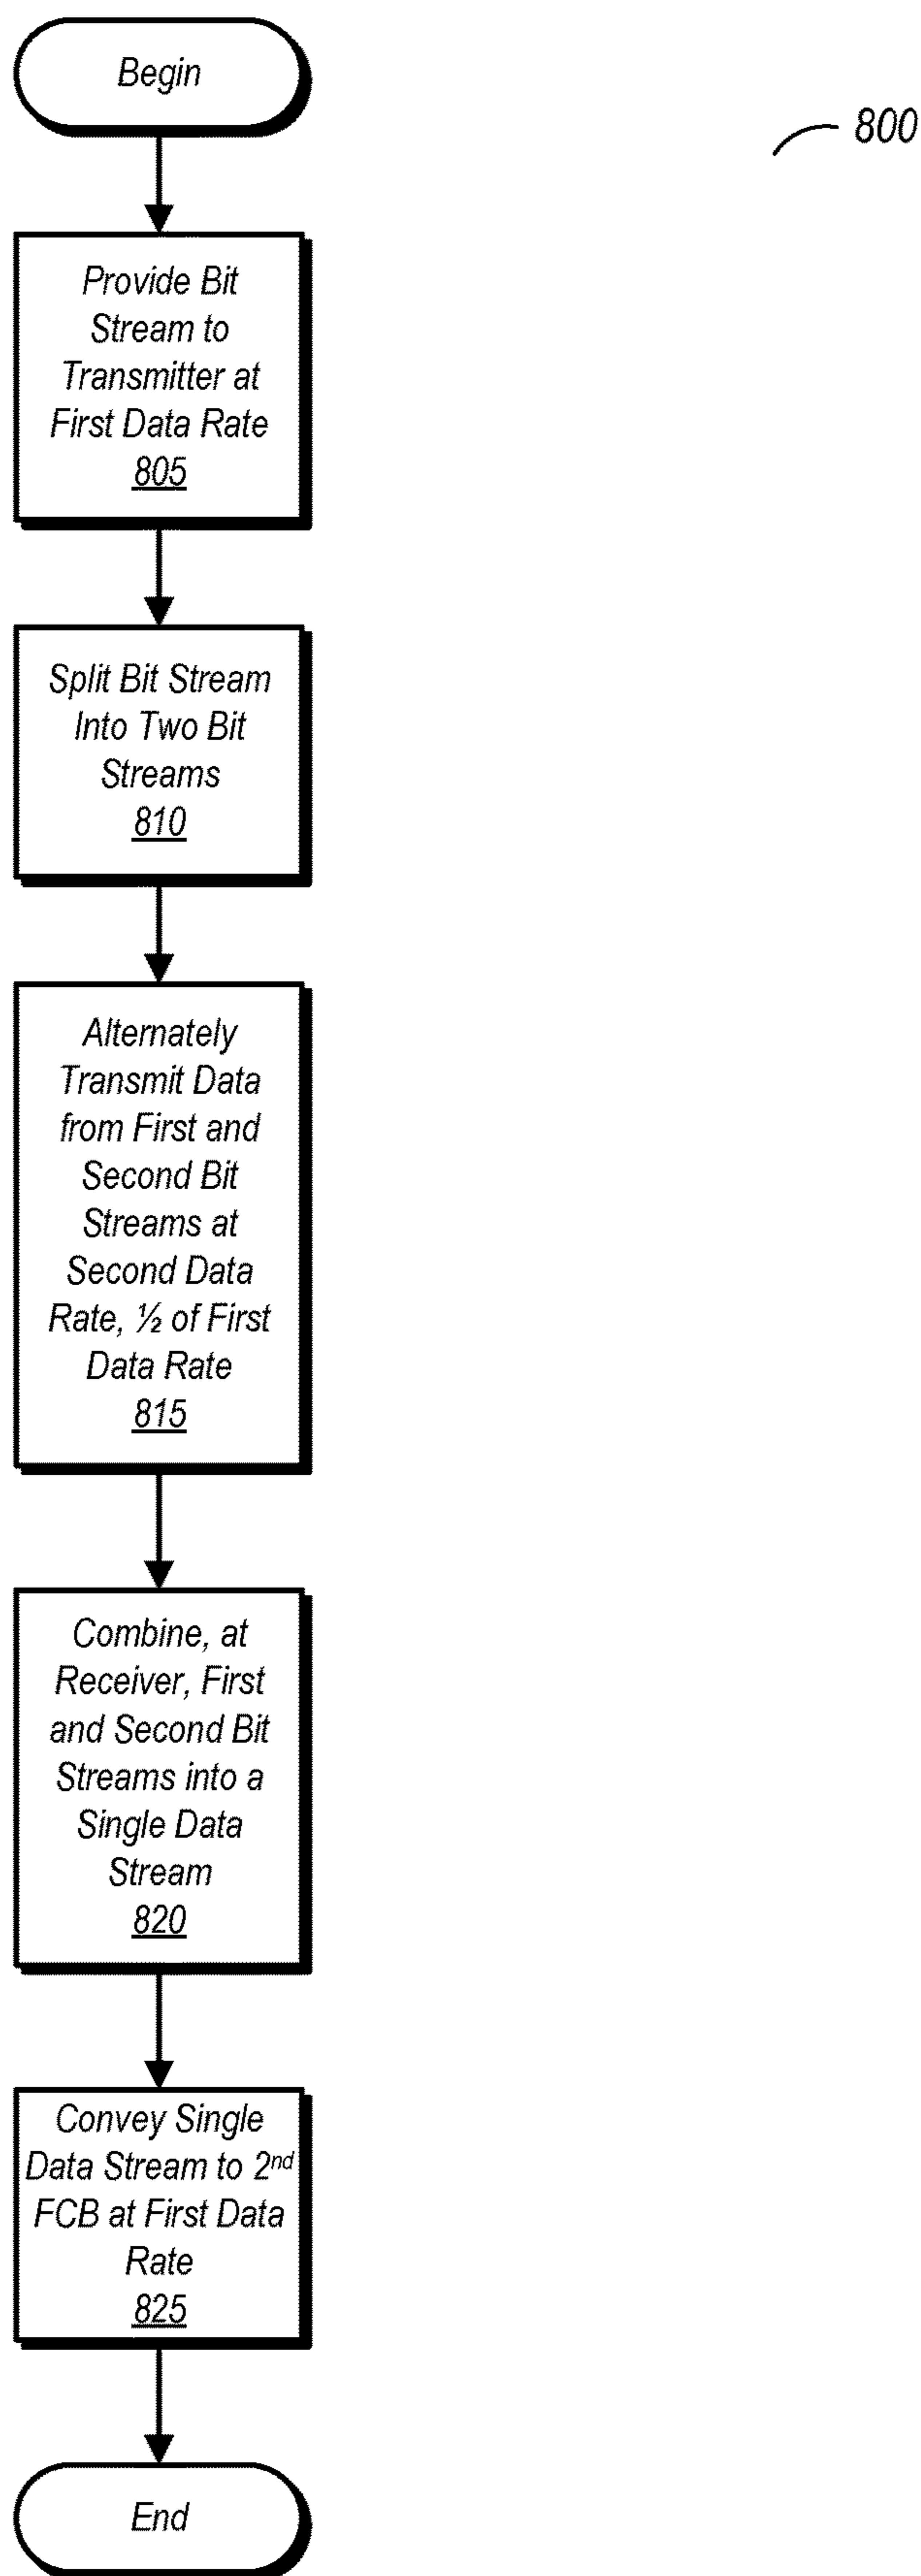 Begin
800
Provide Bit
Stream to
Transmitter at
First Data Rate
805
Split Bit Stream
Into Two Bit
Streams
810
Alternately
Transmit Data
from First and
Second Bit
Streams at
Second Data
Rate, ½ of First
Data Rate
815
Combine, at
Receiver, First
and Second Bit
Streams into a
Single Data
Stream
820
Convey Single
Data Stream to 2nd
FCB at First Data
Rate
825
End